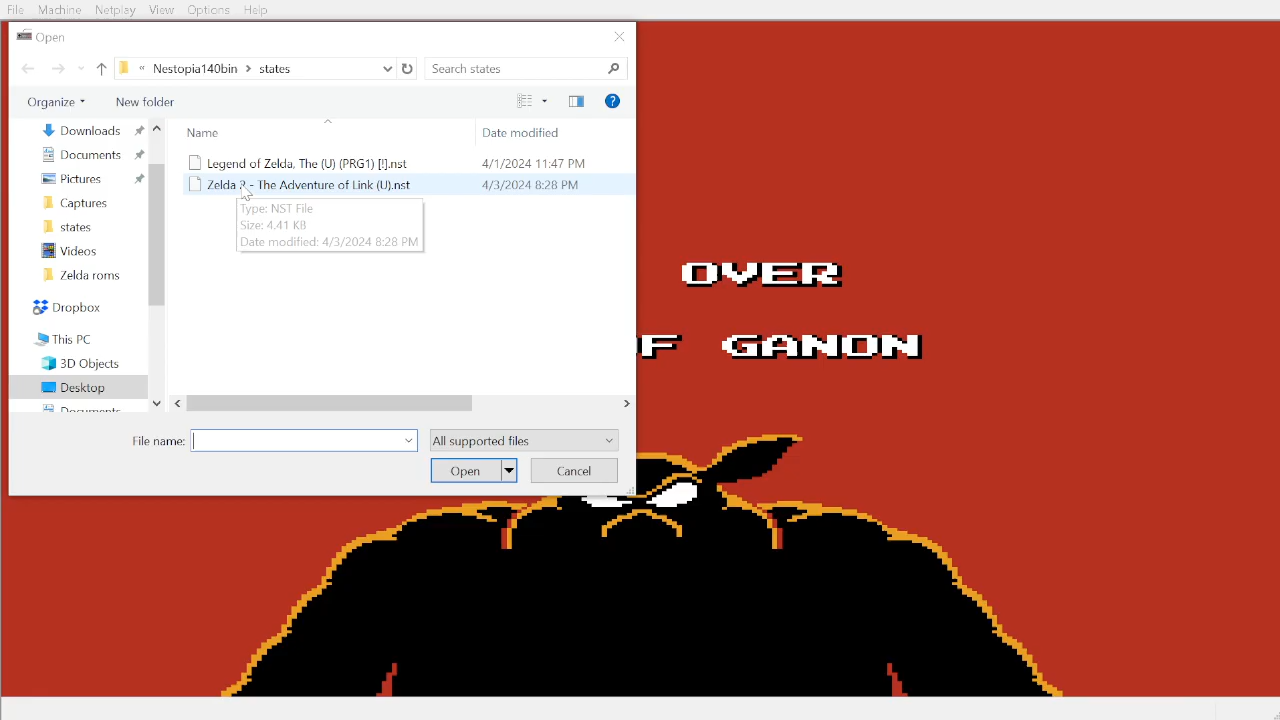 File Machine Netplay View Options Help
Open
« Nestopia140bin > states
Search states
Organize
New folder
Name
Date modified
Downloads
Documents
Pictures
Captures
states
Videos
Zelda roms
Dropbox
This PC
3D Objects
Desktop
Documents
Legend of Zelda, The (U) (PRG1) [!].nst 4/1/2024 11:47 PM
Zelda 2 - The Adventure of Link (U).nst 4/3/2024 8:28 PM
Type: NST File
Size: 4.41 KB
Date modified: 4/3/2024 8:28 PM
File name:
All supported files
Open
Cancel
OVER
OF GANON